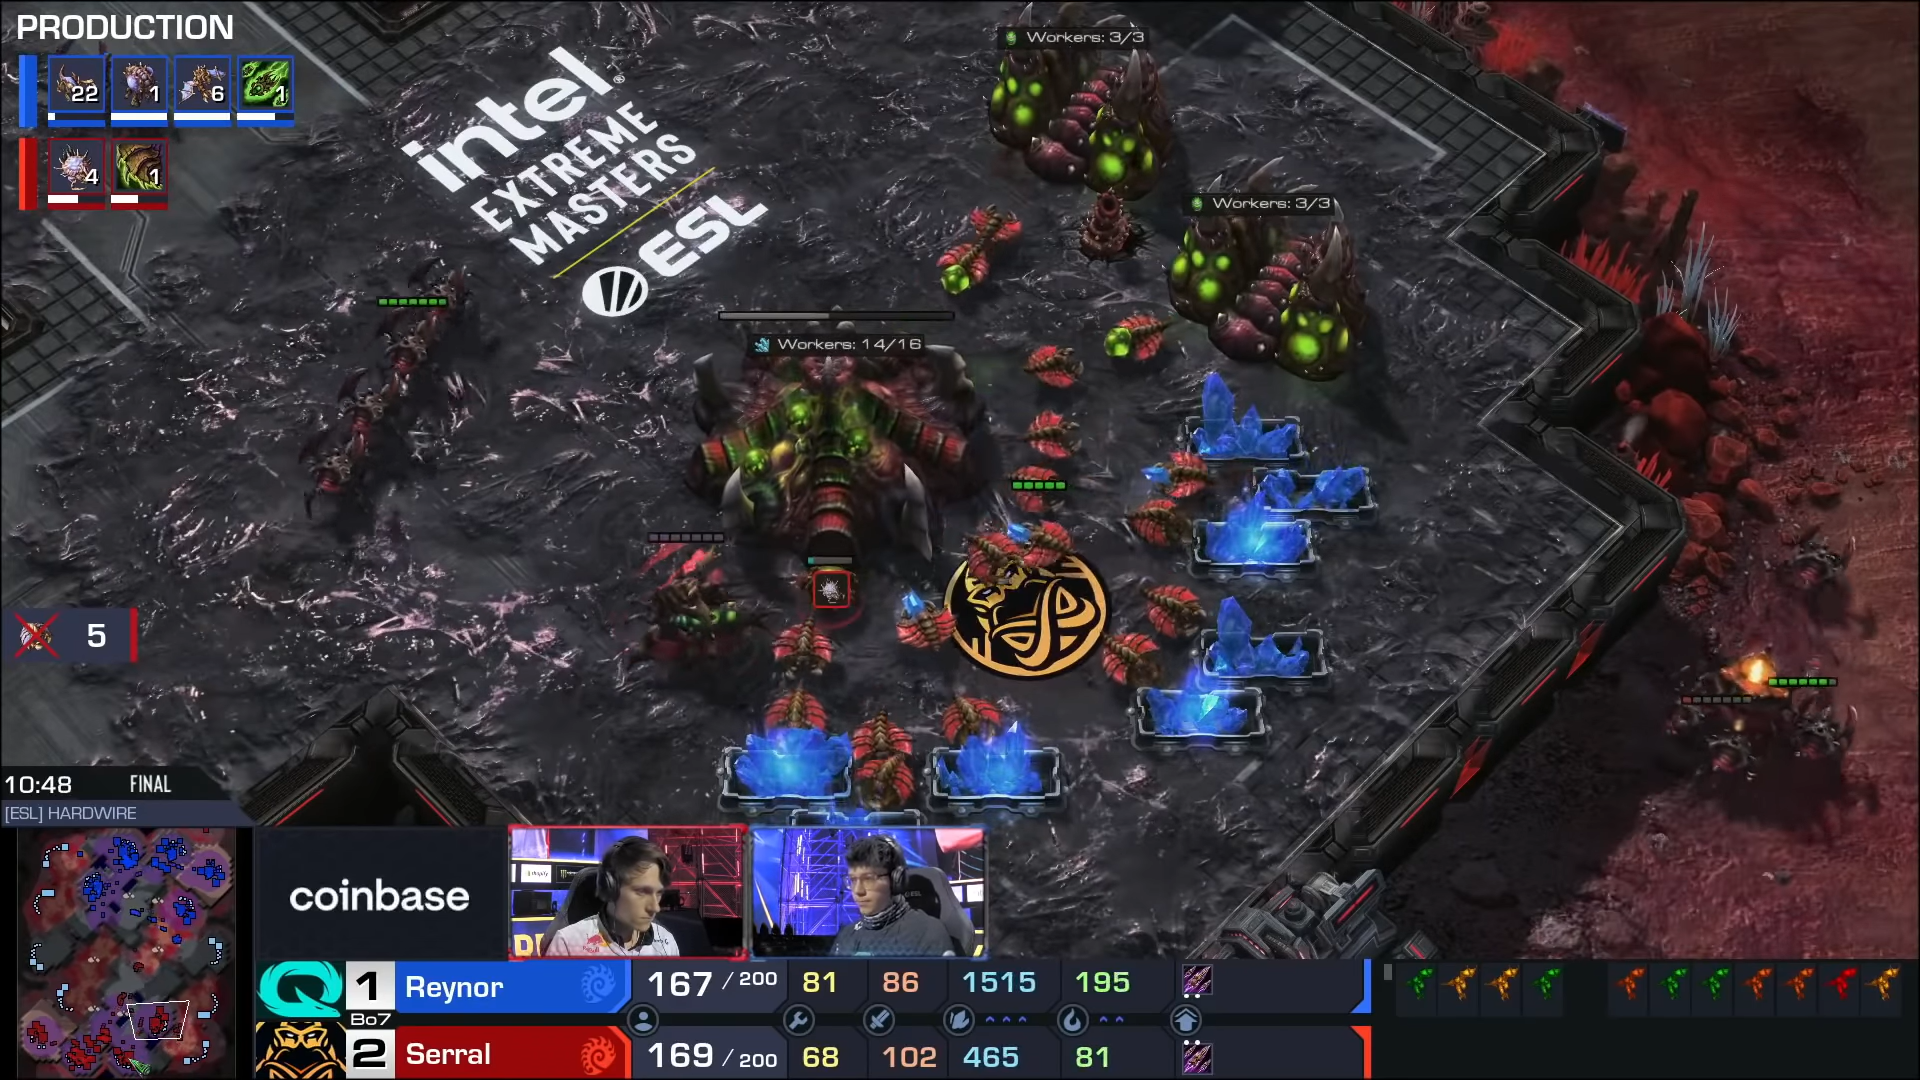 PRODUCTION
22
1
6
1
4
1
intel
EXTREME
MASTERS
ESL
Workers: 3/3
Workers: 3/3
Workers: 14/16
5
10:48 FINAL
[ESL] HARDWIRE
coinbase
1 Reynor 167 / 200 81 86 1515 195
Bo7
2 Serral 169 / 200 68 102 465 81